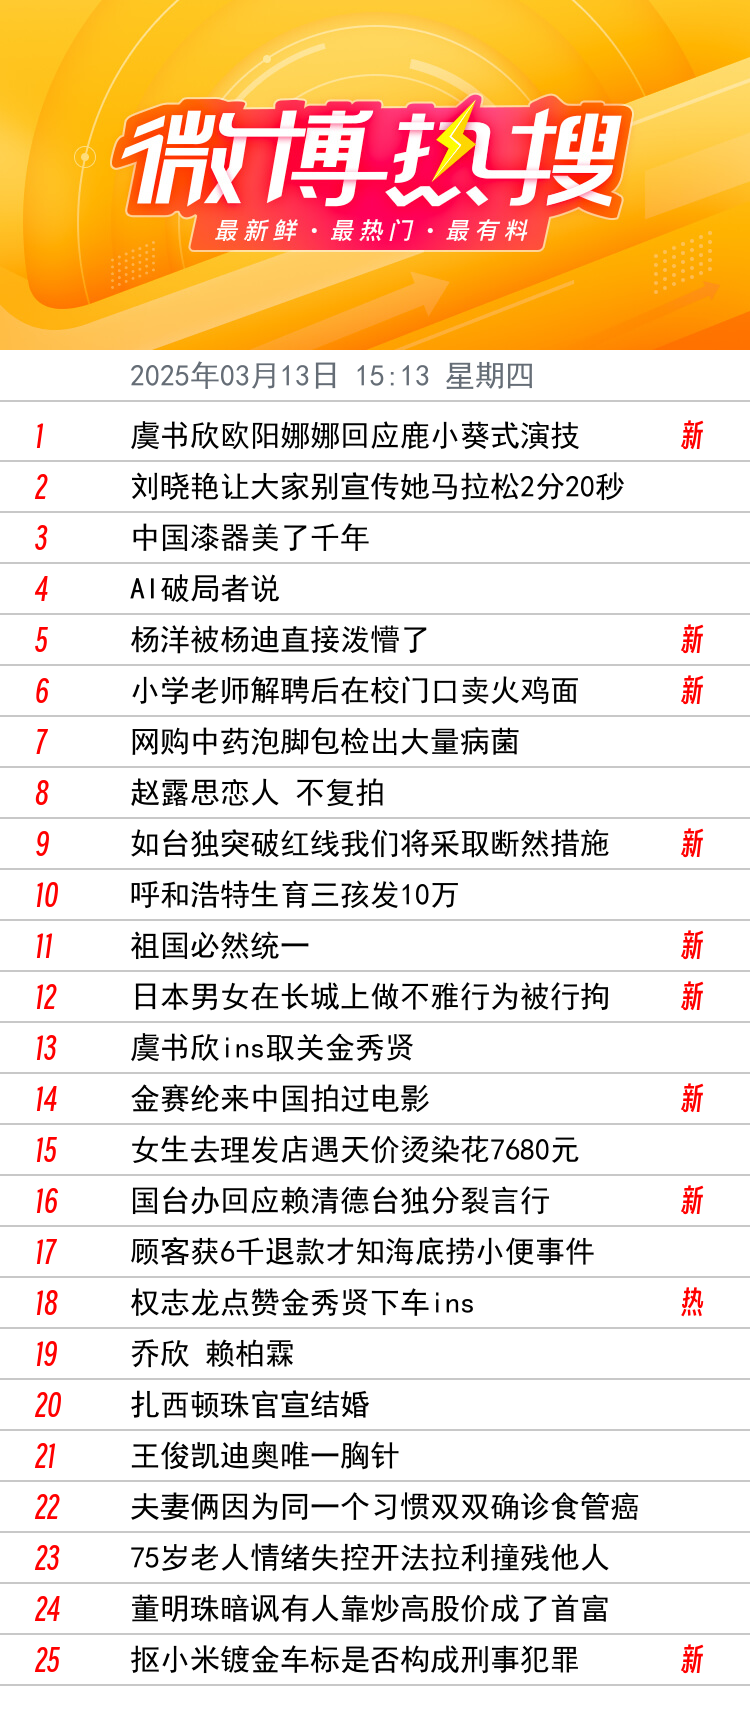 微博热搜
最新鲜·最热门·最有料
2025年03月13日 15:13 星期四
1 虞书欣欧阳娜娜回应鹿小葵式演技 新
2 刘晓艳让大家别宣传她马拉松2分20秒
3 中国漆器美了千年
4 AI破局者说
5 杨洋被杨迪直接泼懵了 新
6 小学老师解聘后在校门口卖火鸡面 新
7 网购中药泡脚包检出大量病菌
8 赵露思恋人 不复拍
9 如台独突破红线我们将采取断然措施 新
10 呼和浩特生育三孩发10万
11 祖国必然统一 新
12 日本男女在长城上做不雅行为被行拘 新
13 虞书欣ins取关金秀贤
14 金赛纶来中国拍过电影 新
15 女生去理发店遇天价烫染花7680元
16 国台办回应赖清德台独分裂言行 新
17 顾客获6千退款才知海底捞小便事件
18 权志龙点赞金秀贤下车ins 热
19 乔欣 赖柏霖
20 扎西顿珠官宣结婚
21 王俊凯迪奥唯一胸针
22 夫妻俩因为同一个习惯双双确诊食管癌
23 75岁老人情绪失控开法拉利撞残他人
24 董明珠暗讽有人靠炒高股价成了首富
25 抠小米镀金车标是否构成刑事犯罪 新